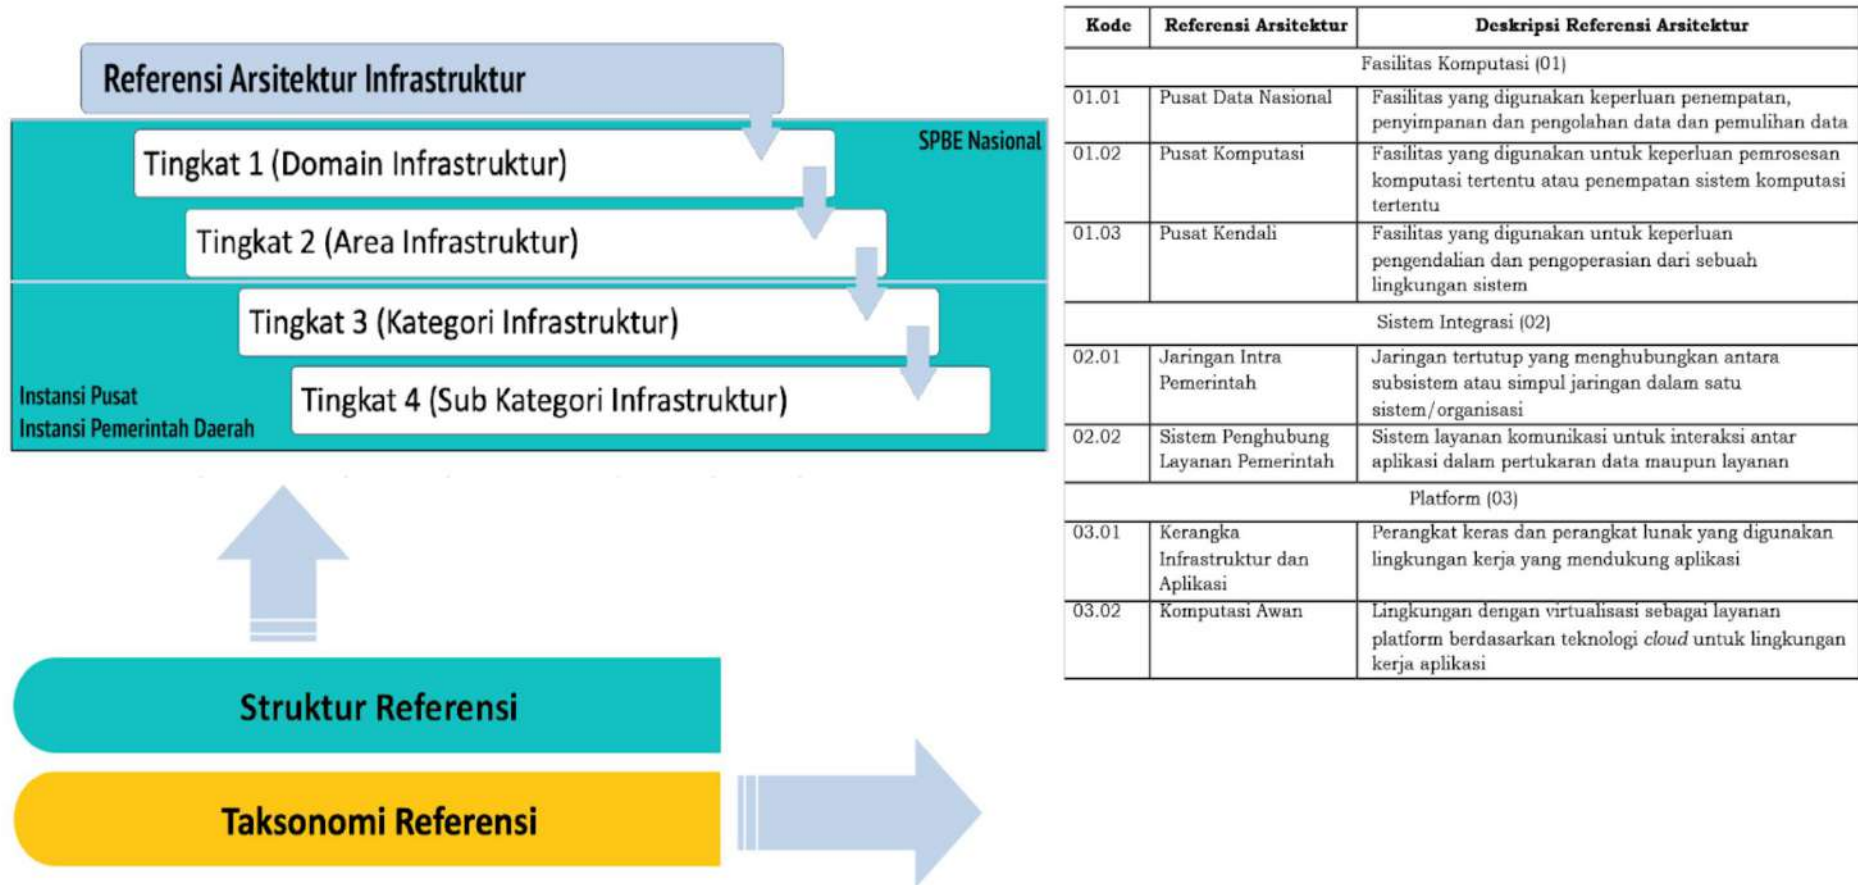 Referensi Arsitektur Infrastruktur
SPBE Nasional
Tingkat 1 (Domain Infrastruktur)
Tingkat 2 (Area Infrastruktur)
Tingkat 3 (Kategori Infrastruktur)
Tingkat 4 (Sub Kategori Infrastruktur)
Instansi Pusat
Instansi Pemerintah Daerah
Struktur Referensi
Taksonomi Referensi
Kode Referensi Arsitektur Deskripsi Referensi Arsitektur
Fasilitas Komputasi (01)
01.01 Pusat Data Nasional Fasilitas yang digunakan keperluan penempatan,
penyimpanan dan pengolahan data dan pemulihan data
01.02 Pusat Komputasi Fasilitas yang digunakan untuk keperluan pemrosesan
komputasi tertentu atau penempatan sistem komputasi
tertentu
01.03 Pusat Kendali Fasilitas yang digunakan untuk keperluan
pengendalian dan pengoperasian dari sebuah
lingkungan sistem
Sistem Integrasi (02)
02.01 Jaringan Intra Jaringan tertutup yang menghubungkan antara
Pemerintah subsistem atau simpul jaringan dalam satu
sistem/organisasi
02.02 Sistem Penghubung Sistem layanan komunikasi untuk interaksi antar
Layanan Pemerintah aplikasi dalam pertukaran data maupun layanan
Platform (03)
03.01 Kerangka Perangkat keras dan perangkat lunak yang digunakan
Infrastruktur dan lingkungan kerja yang mendukung aplikasi
Aplikasi
03.02 Komputasi Awan Lingkungan dengan virtualisasi sebagai layanan
platform berdasarkan teknologi cloud untuk lingkungan
kerja aplikasi